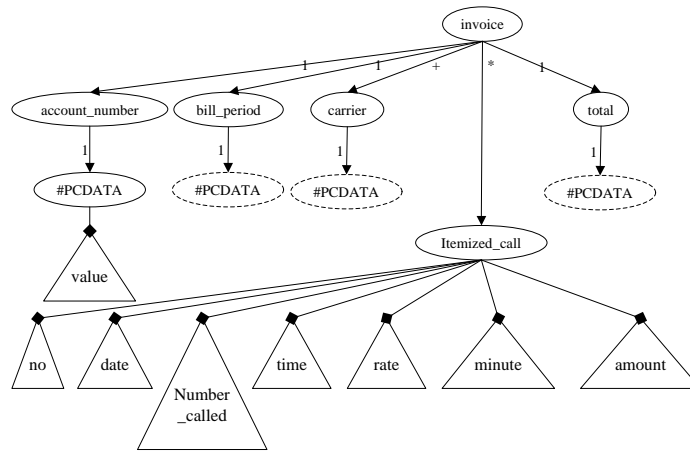 invoice
1
1
+
*
1
account_number
bill_period
carrier
total
1
1
1
1
#PCDATA
#PCDATA
#PCDATA
#PCDATA
Itemized_call
value
no
date
Number
_called
time
rate
minute
amount